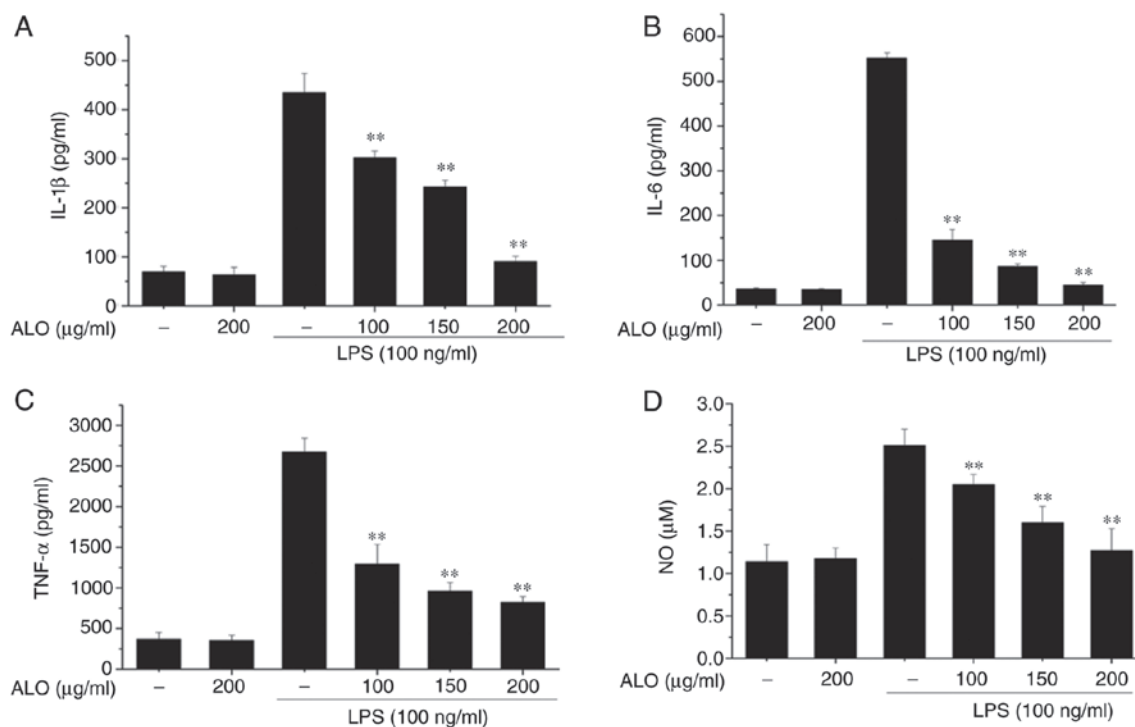 A
IL-1β (pg/ml)
500
400
300
200
100
0
** ** **
ALO (μg/ml) – 200 – 100 150 200
LPS (100 ng/ml)
B
IL-6 (pg/ml)
600
500
400
300
200
100
0
** ** **
ALO (μg/ml) – 200 – 100 150 200
LPS (100 ng/ml)
C
TNF-α (pg/ml)
3000
2500
2000
1500
1000
500
0
** ** **
ALO (μg/ml) – 200 – 100 150 200
LPS (100 ng/ml)
D
NO (μM)
3.0
2.5
2.0
1.5
1.0
0.5
0.0
** ** **
ALO (μg/ml) – 200 – 100 150 200
LPS (100 ng/ml)